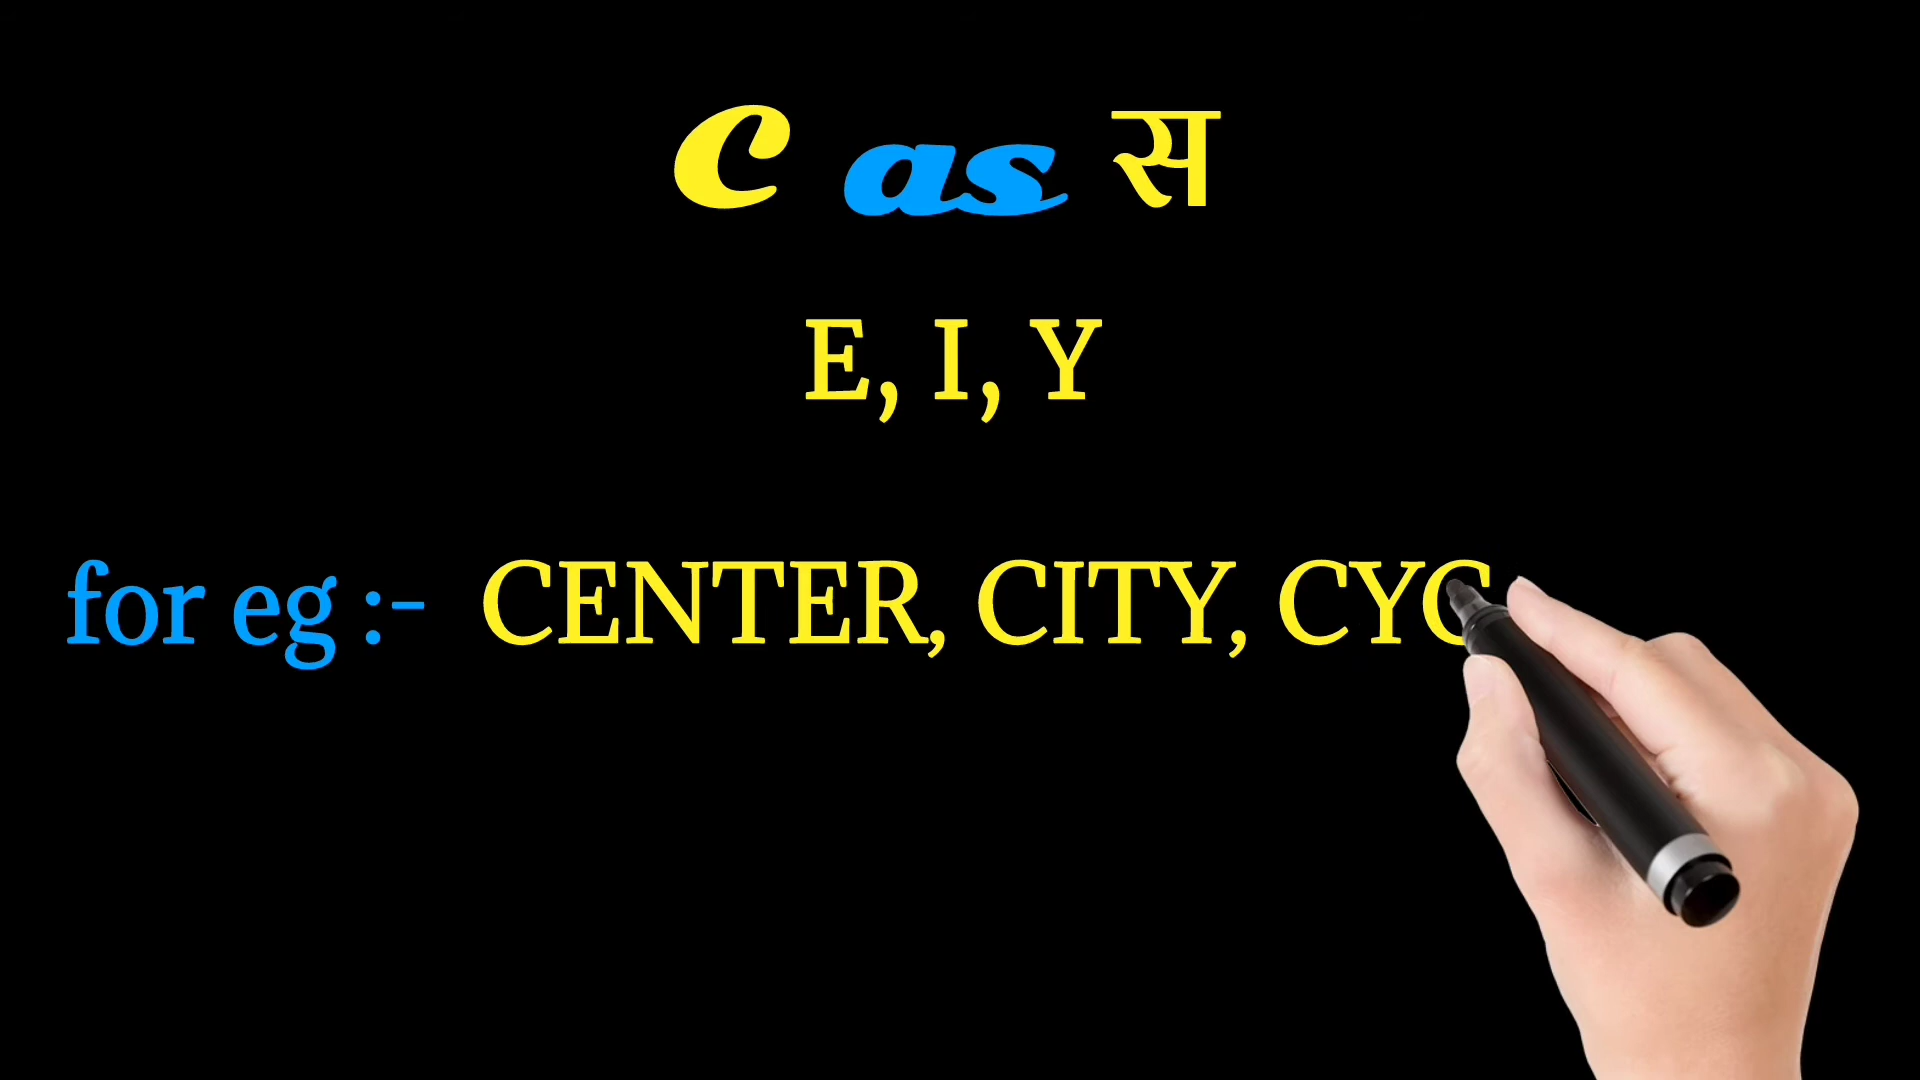 C as स
E, I, Y
for eg :- CENTER, CITY, CYC